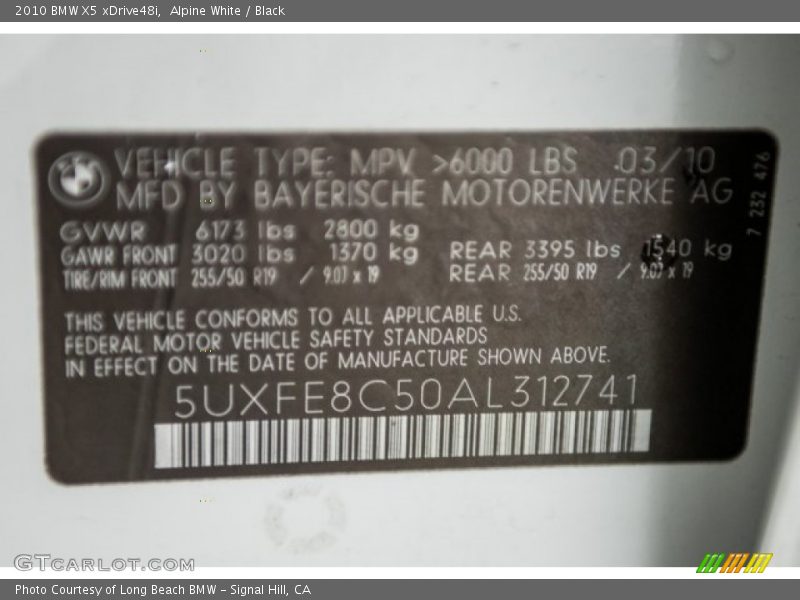 2010 BMW X5 xDrive48i, Alpine White / Black
VEHICLE TYPE: MPV >6000 LBS .03/10
MFD BY BAYERISCHE MOTORENWERKE AG
7 232 476
GVWR 6173 lbs 2800 kg
GAWR FRONT 3020 lbs 1370 kg REAR 3395 lbs 1540 kg
TIRE/RIM FRONT 255/50 R19 / 9.0J x 19 REAR 255/50 R19 / 9.0J x 19
THIS VEHICLE CONFORMS TO ALL APPLICABLE U.S.
FEDERAL MOTOR VEHICLE SAFETY STANDARDS
IN EFFECT ON THE DATE OF MANUFACTURE SHOWN ABOVE.
5UXFE8C50AL312741
GTCARLOT.COM
Photo Courtesy of Long Beach BMW - Signal Hill, CA